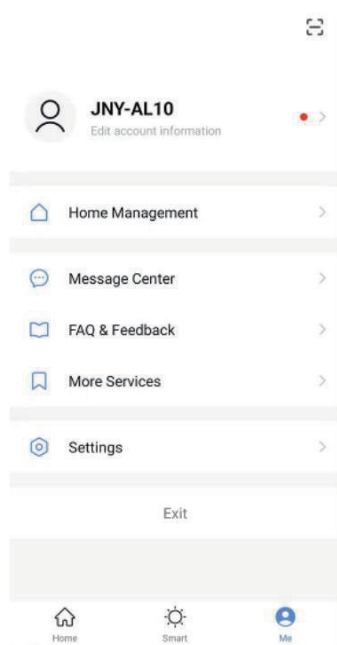 JNY-AL10
Edit account information
Home Management
Message Center
FAQ & Feedback
More Services
Settings
Exit
Home
Smart
Me